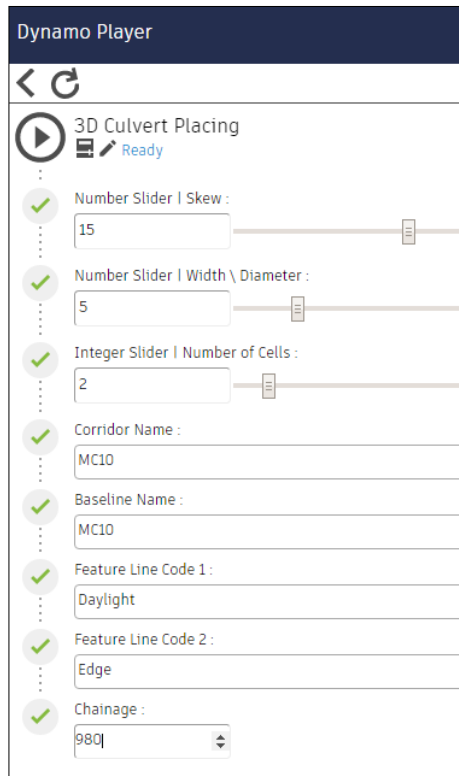 Dynamo Player
3D Culvert Placing
Ready
Number Slider | Skew :
15
Number Slider | Width \ Diameter :
5
Integer Slider | Number of Cells :
2
Corridor Name :
MC10
Baseline Name :
MC10
Feature Line Code 1 :
Daylight
Feature Line Code 2 :
Edge
Chainage :
980